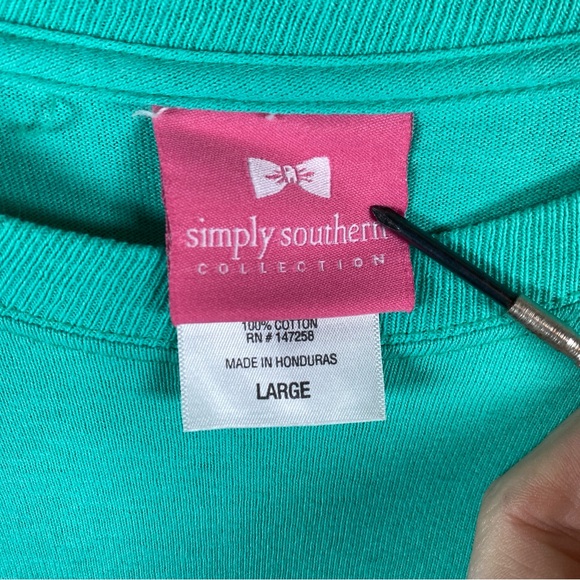 simply southern
COLLECTION
100% COTTON
RN # 147258
MADE IN HONDURAS
LARGE